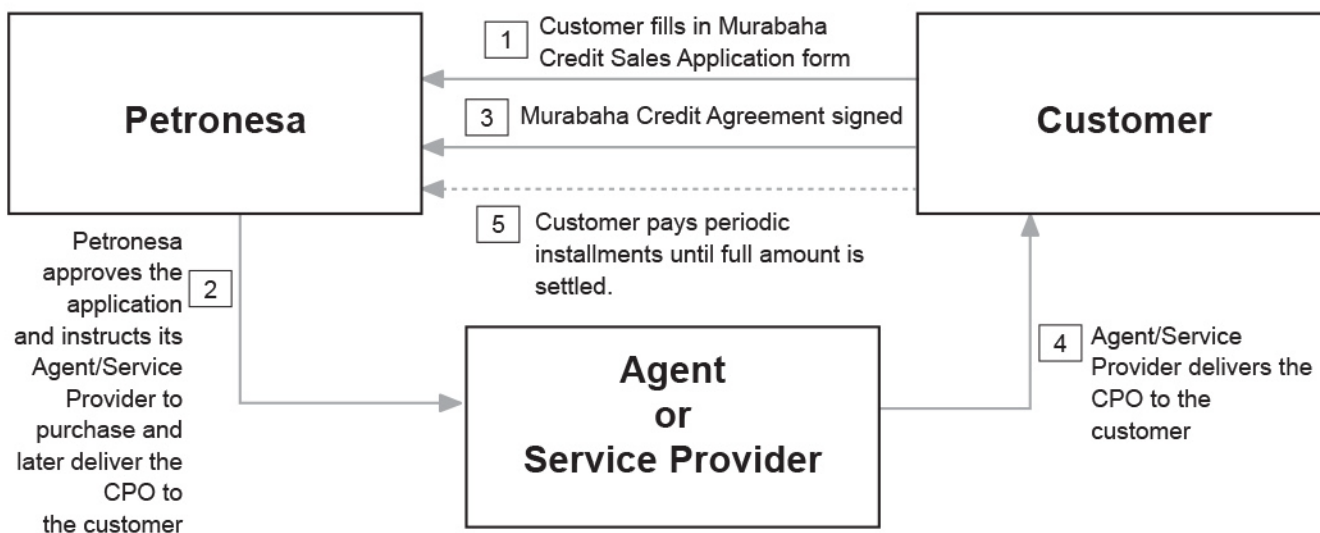 1
Customer fills in Murabaha
Credit Sales Application form
Petronesa
Customer
3
Murabaha Credit Agreement signed
5
Customer pays periodic
installments until full amount is
settled.
Petronesa
approves the
application
and instructs its
Agent/Service
Provider to
purchase and
later deliver the
CPO to
the customer
2
Agent
or
Service Provider
4
Agent/Service
Provider delivers the
CPO to the
customer